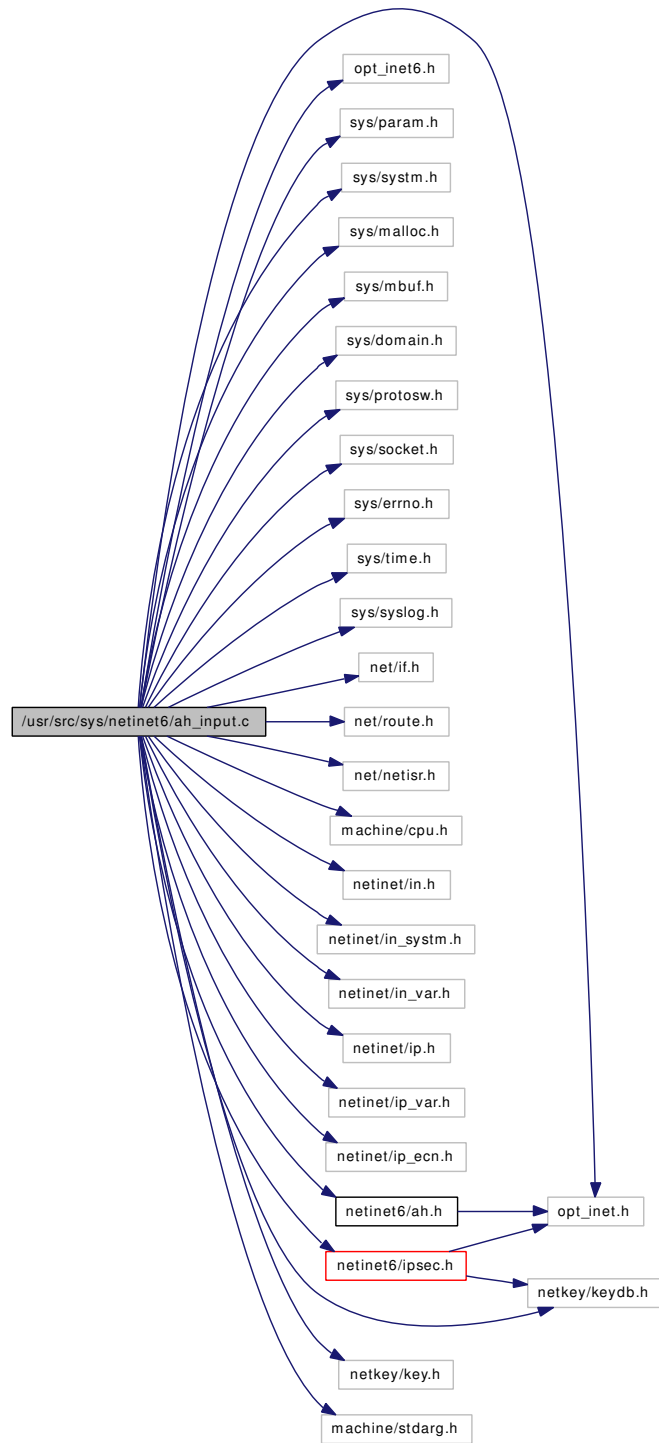 opt_inet6.h
sys/param.h
sys/systm.h
sys/malloc.h
sys/mbuf.h
sys/domain.h
sys/protosw.h
sys/socket.h
sys/errno.h
sys/time.h
sys/syslog.h
net/if.h
/usr/src/sys/netinet6/ah_input.c
net/route.h
net/netisr.h
machine/cpu.h
netinet/in.h
netinet/in_systm.h
netinet/in_var.h
netinet/ip.h
netinet/ip_var.h
netinet/ip_ecn.h
netinet6/ah.h
opt_inet.h
netinet6/ipsec.h
netkey/keydb.h
netkey/key.h
machine/stdarg.h